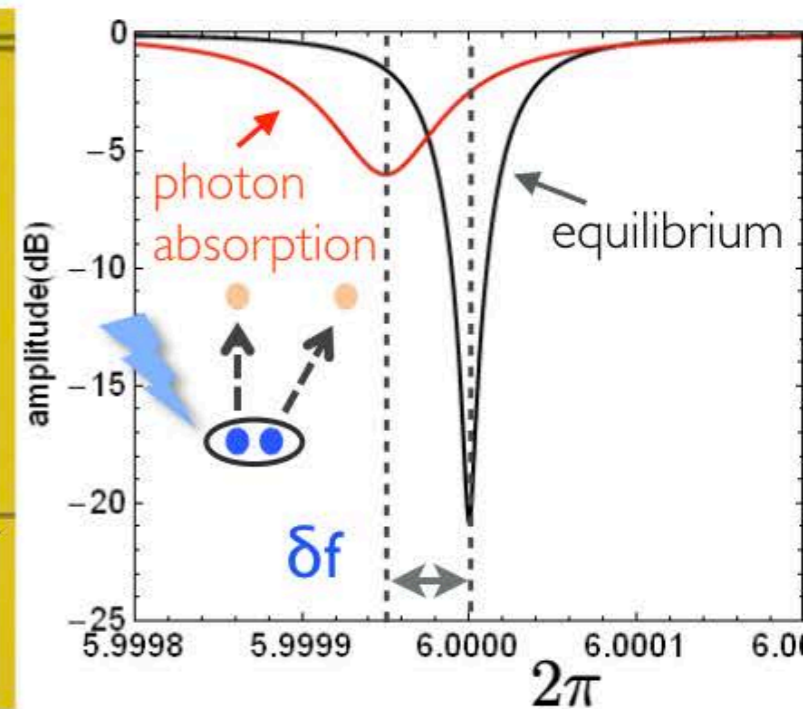 0
-5
-10
-15
-20
-25
amplitude(dB)
photon
absorption
equilibrium
δf
5.9998 5.9999 6.0000 6.0001
2π